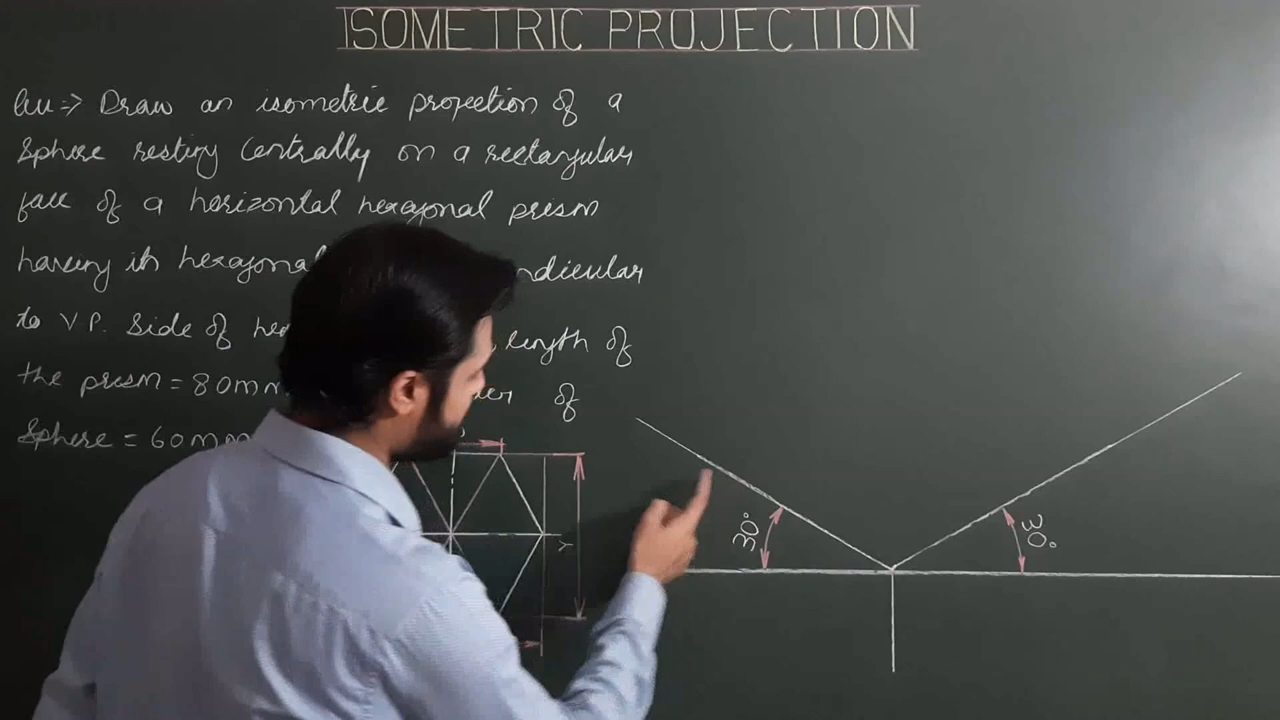 ISOMETRIC PROJECTION
Qu => Draw an isometric projection of a
Sphere resting Centrally on a rectangular
face of a horizontal hexagonal prism
having its hexagonal ndicular
to V P. Side of he length of
the prism = 80mm of
Sphere = 60mm
30°
30°
Y